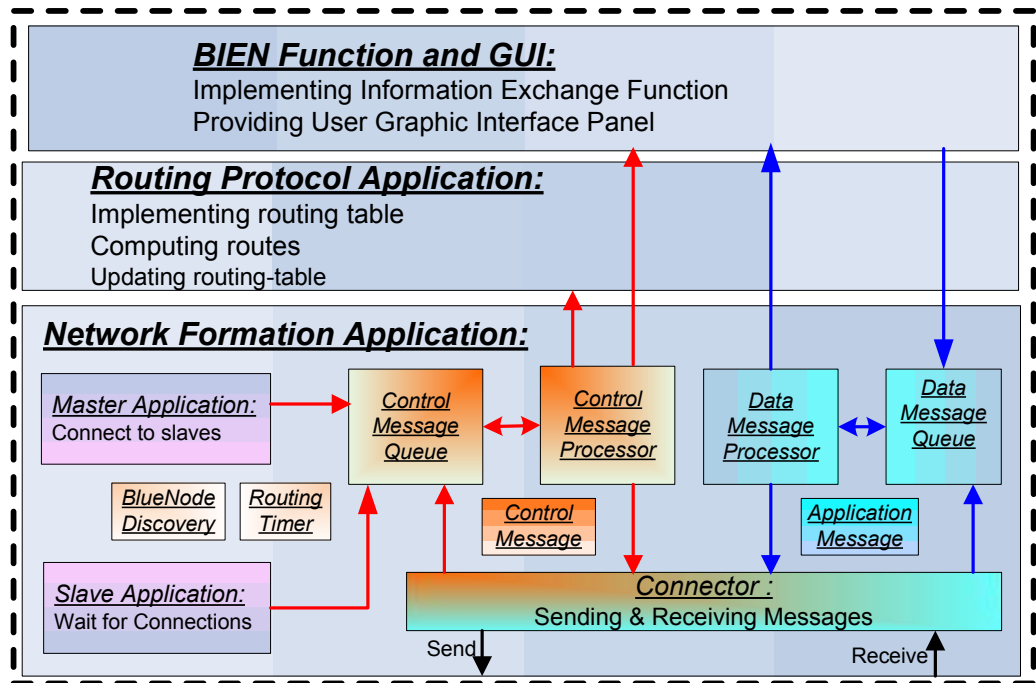 BIEN Function and GUI:
Implementing Information Exchange Function
Providing User Graphic Interface Panel
Routing Protocol Application:
Implementing routing table
Computing routes
Updating routing-table
Network Formation Application:
Master Application:
Connect to slaves
Control
Message
Queue
Control
Message
Processor
Data
Message
Processor
Data
Message
Queue
BlueNode
Discovery
Routing
Timer
Control
Message
Application
Message
Slave Application:
Wait for Connections
Connector :
Sending & Receiving Messages
Send
Receive